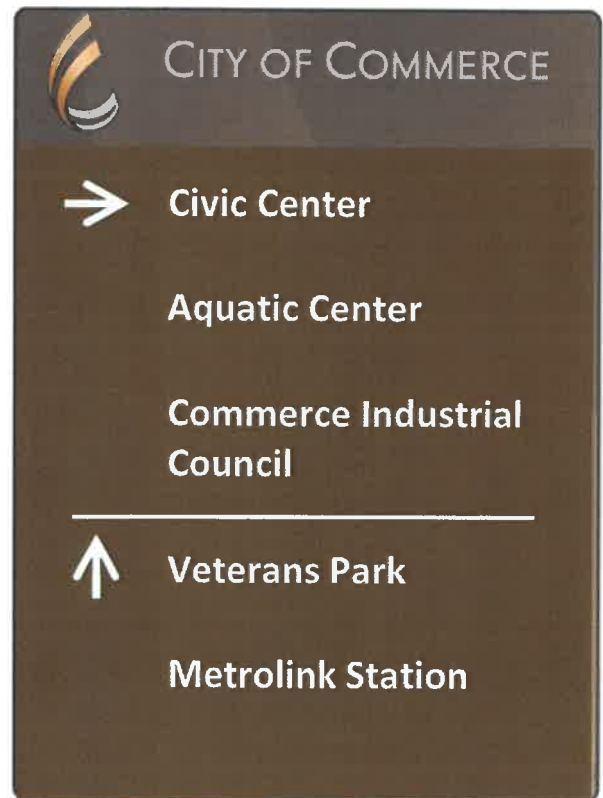 CITY OF COMMERCE
Civic Center
Aquatic Center
Commerce Industrial
Council
Veterans Park
Metrolink Station